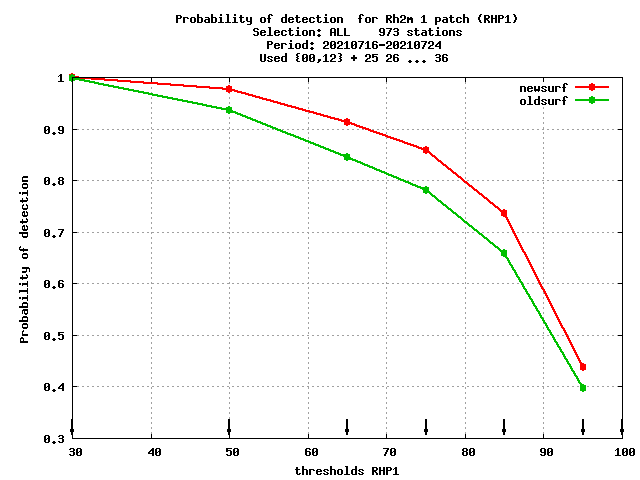 Probability of detection  for Rh2m 1 patch (RHP1)
Selection: ALL    973 stations
Period: 20210716-20210724
Used {00,12} + 25 26 ... 36
newsurf
oldsurf
1
0.9
0.8
0.7
0.6
0.5
0.4
0.3
Probability of detection
30 40 50 60 70 80 90 100
thresholds RHP1